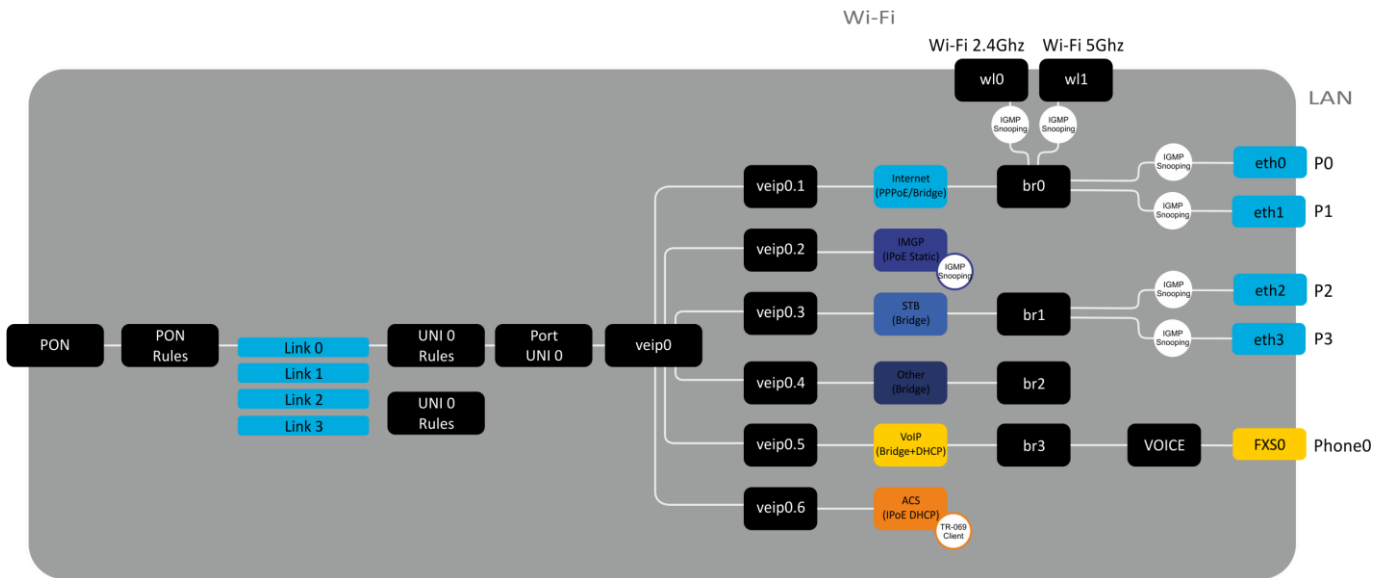 Wi-Fi
Wi-Fi 2.4Ghz
Wi-Fi 5Ghz
wl0
wl1
LAN
IGMP
Snooping
IGMP
Snooping
veip0.1
Internet
(PPPoE/Bridge)
br0
IGMP
Snooping
eth0
P0
IGMP
Snooping
eth1
P1
veip0.2
IMGP
(IPoE Static)
IGMP
Snooping
veip0.3
STB
(Bridge)
br1
IGMP
Snooping
eth2
P2
IGMP
Snooping
eth3
P3
PON
PON
Rules
Link 0
Link 1
Link 2
Link 3
UNI 0
Rules
UNI 0
Rules
Port
UNI 0
veip0
veip0.4
Other
(Bridge)
br2
veip0.5
VoIP
(Bridge+DHCP)
br3
VOICE
FXS0
Phone0
veip0.6
ACS
(IPoE DHCP)
TR-069
Client